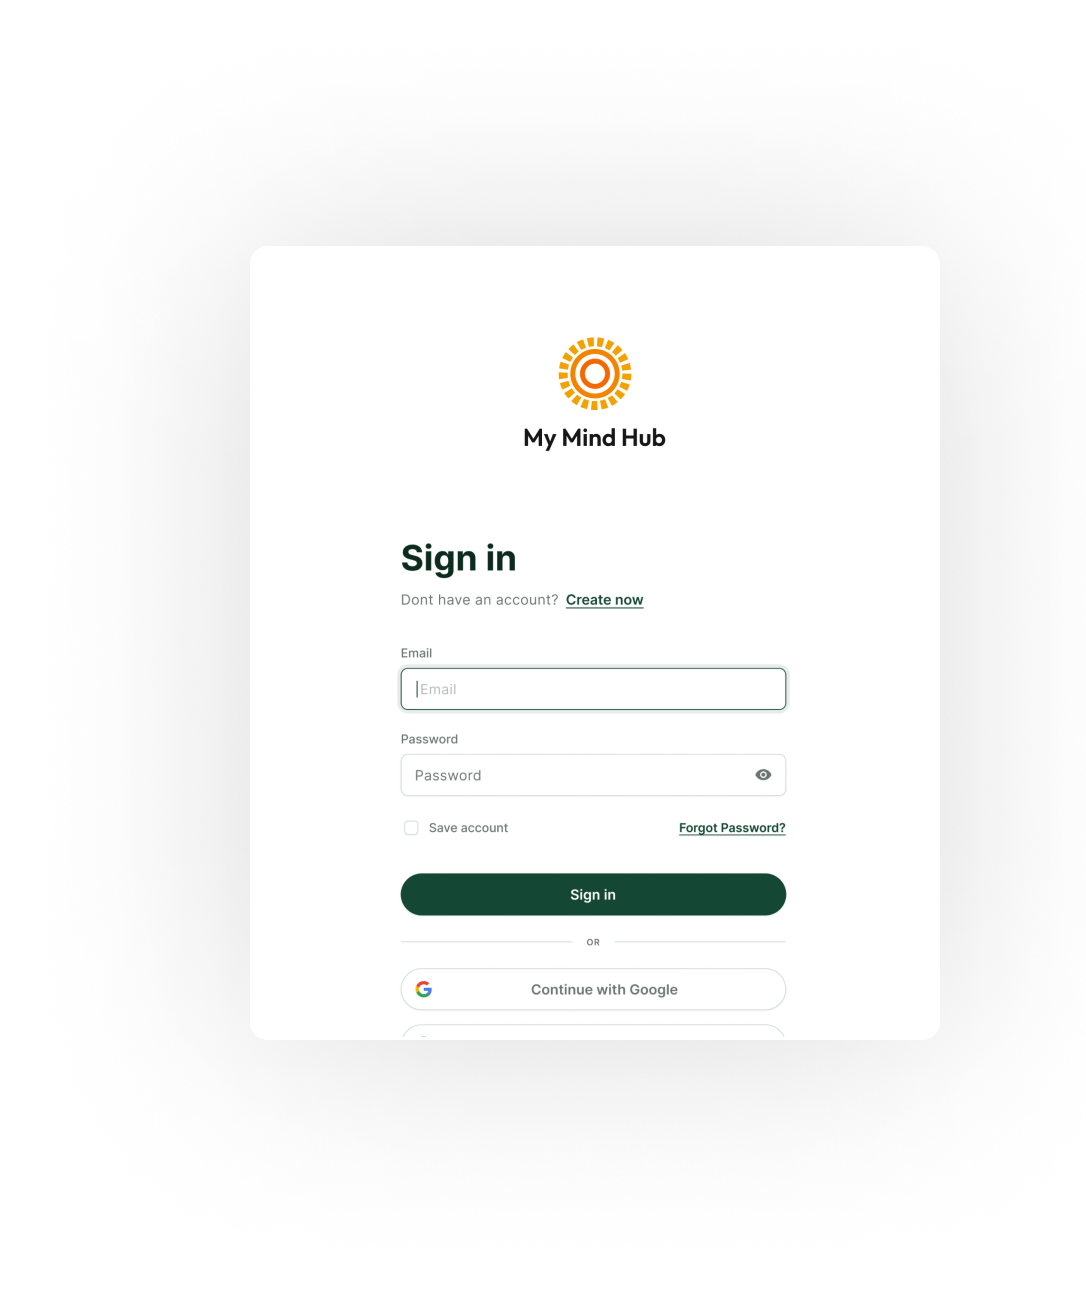 My Mind Hub
Sign in
Dont have an account? Create now
Email
Email
Password
Password
Save account Forgot Password?
Sign in
OR
Continue with Google